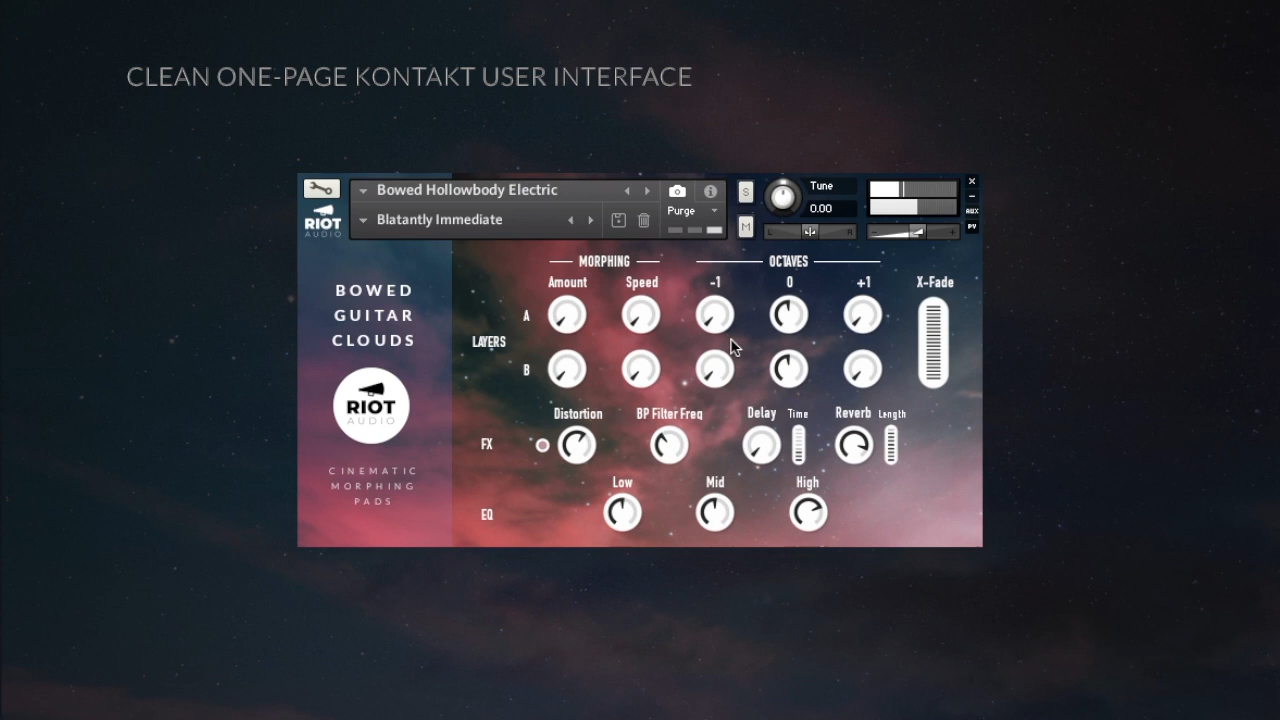 CLEAN ONE-PAGE KONTAKT USER INTERFACE
Bowed Hollowbody Electric
S
Tune
RIOT
AUDIO
Blatantly Immediate
Purge
M
0.00
L
R
AUX
PV
BOWED
GUITAR
CLOUDS
RIOT
AUDIO
CINEMATIC
MORPHING
PADS
MORPHING
OCTAVES
Amount
Speed
-1
0
+1
X-Fade
A
LAYERS
B
Distortion
BP Filter Freq
Delay
Time
Reverb
Length
FX
Low
Mid
High
EQ